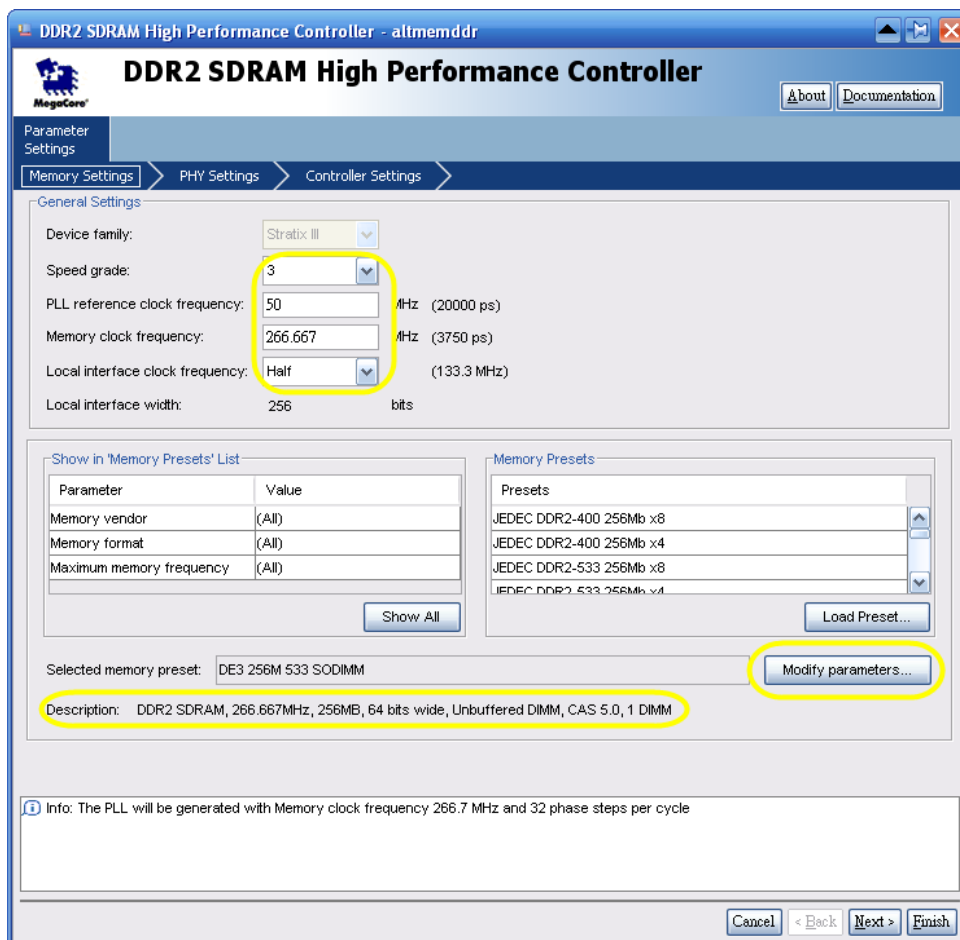 DDR2 SDRAM High Performance Controller - altmemddr
DDR2 SDRAM High Performance Controller
MegaCore®
About Documentation
Parameter
Settings
Memory Settings PHY Settings Controller Settings
General Settings
Device family: Stratix III
Speed grade: 3
PLL reference clock frequency: 50 MHz (20000 ps)
Memory clock frequency: 266.667 MHz (3750 ps)
Local interface clock frequency: Half (133.3 MHz)
Local interface width: 256 bits
Show in 'Memory Presets' List
Parameter Value
Memory vendor (All)
Memory format (All)
Maximum memory frequency (All)
Show All
Memory Presets
Presets
JEDEC DDR2-400 256Mb x8
JEDEC DDR2-400 256Mb x4
JEDEC DDR2-533 256Mb x8
JEDEC DDR2-533 256Mb x4
Load Preset...
Selected memory preset: DE3 256M 533 SODIMM Modify parameters...
Description: DDR2 SDRAM, 266.667MHz, 256MB, 64 bits wide, Unbuffered DIMM, CAS 5.0, 1 DIMM
Info: The PLL will be generated with Memory clock frequency 266.7 MHz and 32 phase steps per cycle
Cancel < Back Next > Finish